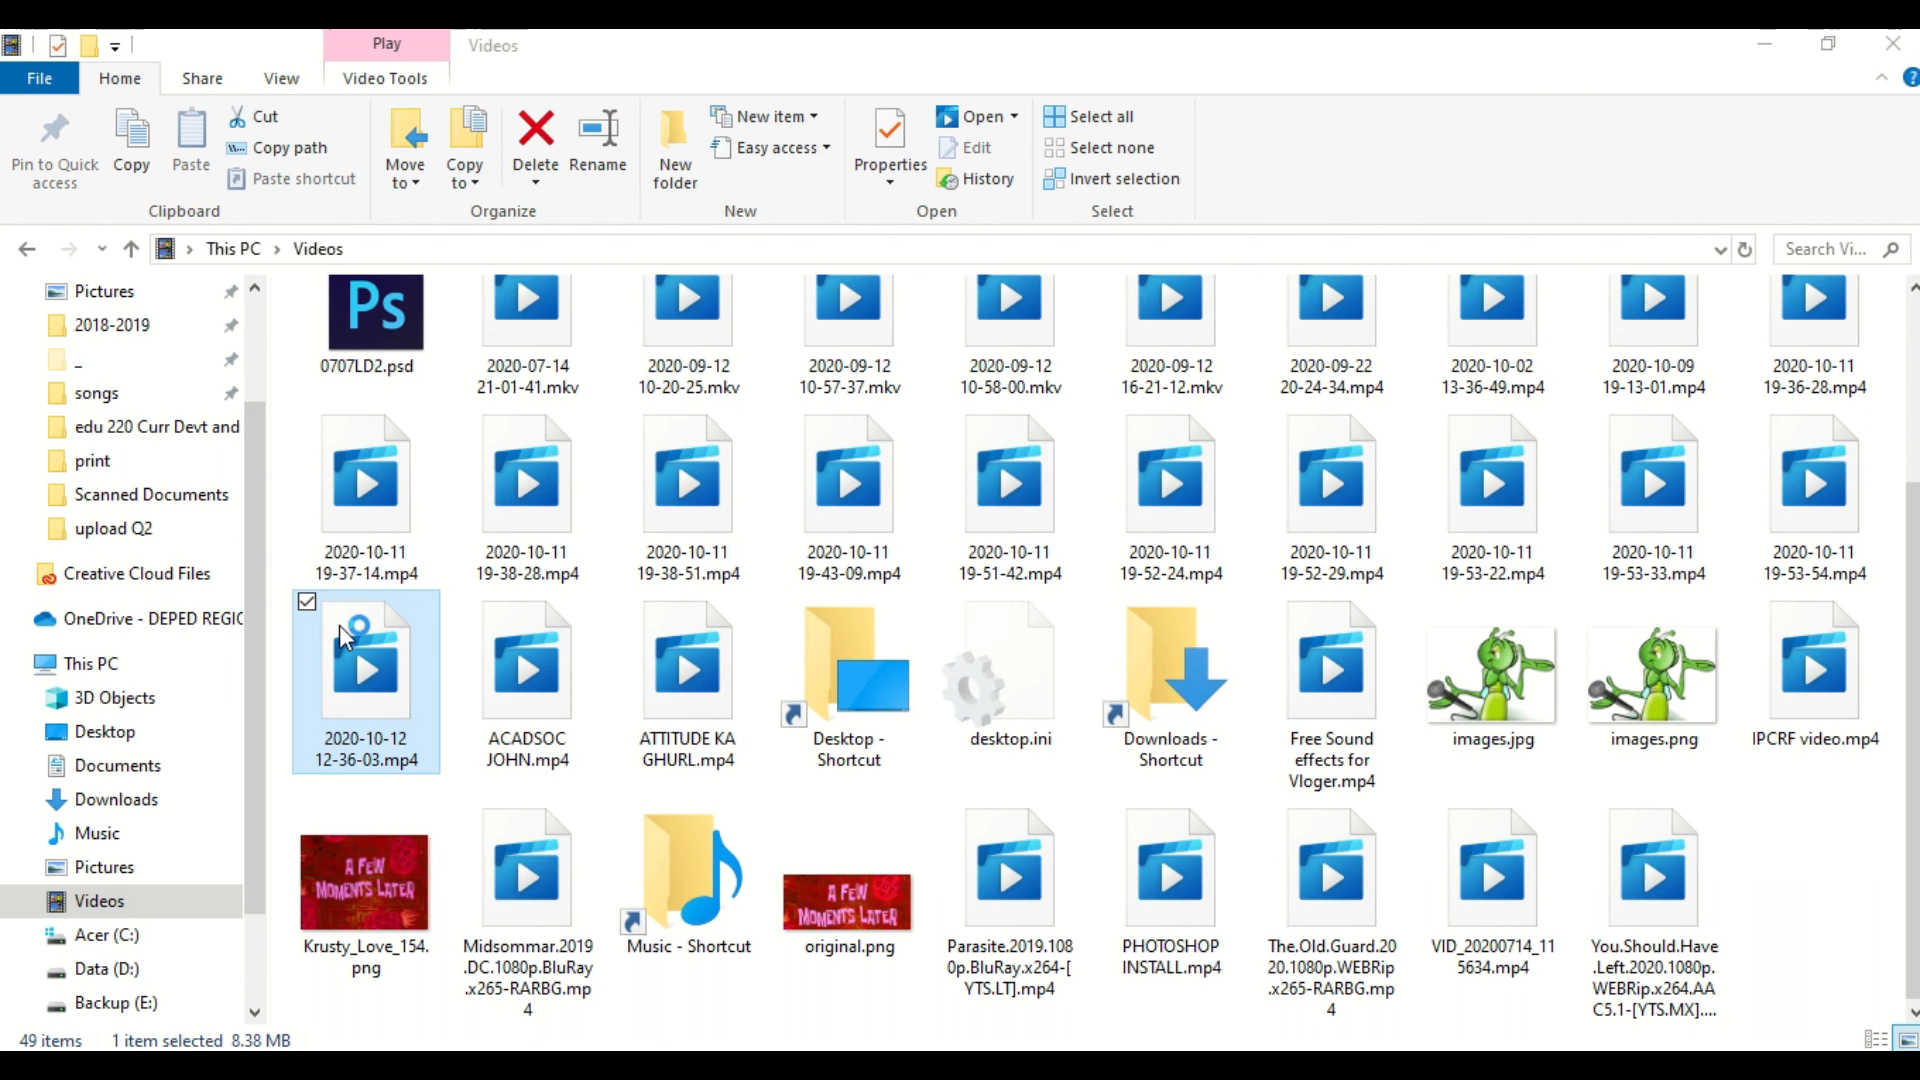 Play
Videos
File
Home
Share
View
Video Tools
Pin to Quick
access
Copy
Paste
Cut
Copy path
Paste shortcut
Clipboard
Move
to
Copy
to
Delete
Rename
Organize
New
folder
New item
Easy access
New
Properties
Open
Edit
History
Open
Select all
Select none
Invert selection
Select
This PC
Videos
Search Vi...
Pictures
2018-2019
_
songs
edu 220 Curr Devt and
print
Scanned Documents
upload Q2
Creative Cloud Files
OneDrive - DEPED REGIO
This PC
3D Objects
Desktop
Documents
Downloads
Music
Pictures
Videos
Acer (C:)
Data (D:)
Backup (E:)
Ps
0707LD2.psd
2020-07-14
21-01-41.mkv
2020-09-12
10-20-25.mkv
2020-09-12
10-57-37.mkv
2020-09-12
10-58-00.mkv
2020-09-12
16-21-12.mkv
2020-09-22
20-24-34.mp4
2020-10-02
13-36-49.mp4
2020-10-09
19-13-01.mp4
2020-10-11
19-36-28.mp4
2020-10-11
19-37-14.mp4
2020-10-11
19-38-28.mp4
2020-10-11
19-38-51.mp4
2020-10-11
19-43-09.mp4
2020-10-11
19-51-42.mp4
2020-10-11
19-52-24.mp4
2020-10-11
19-52-29.mp4
2020-10-11
19-53-22.mp4
2020-10-11
19-53-33.mp4
2020-10-11
19-53-54.mp4
2020-10-12
12-36-03.mp4
ACADSOC
JOHN.mp4
ATTITUDE KA
GHURL.mp4
Desktop -
Shortcut
desktop.ini
Downloads -
Shortcut
Free Sound
effects for
Vloger.mp4
images.jpg
images.png
IPCRF video.mp4
A FEW
MOMENTS LATER
Krusty_Love_154.
png
Midsommar.2019
.DC.1080p.BluRay
.x265-RARBG.mp
4
Music - Shortcut
A FEW
MOMENTS LATER
original.png
Parasite.2019.108
0p.BluRay.x264-[
YTS.LT].mp4
PHOTOSHOP
INSTALL.mp4
The.Old.Guard.20
20.1080p.WEBRip
.x265-RARBG.mp
4
VID_20200714_11
5634.mp4
You.Should.Have
.Left.2020.1080p.
WEBRip.x264.AA
C5.1-[YTS.MX]....
49 items
1 item selected 8.38 MB